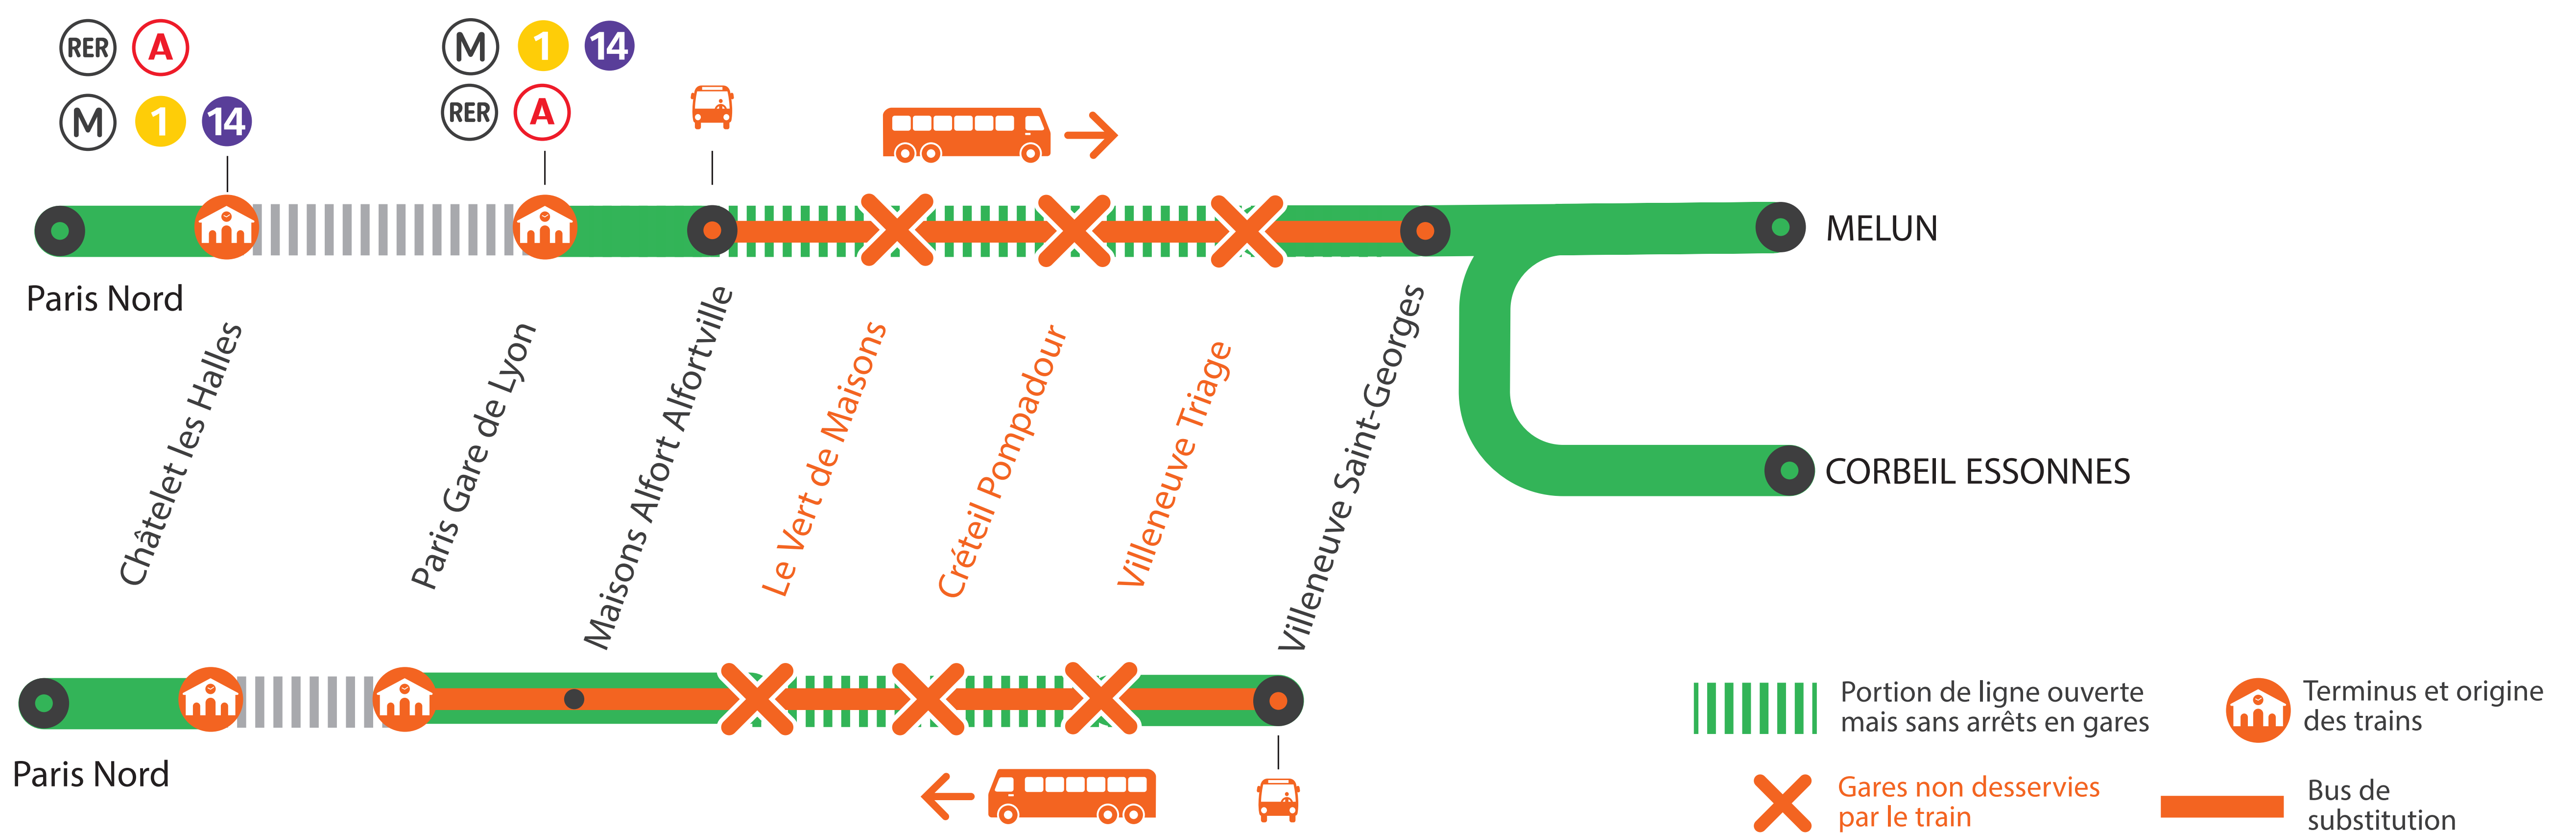 RER A
M 1 14
M 1 14
RER A
MELUN
Paris Nord
Châtelet les Halles
Paris Gare de Lyon
Maisons Alfort Alfortville
Le Vert de Maisons
Créteil Pompadour
Villeneuve Triage
Villeneuve Saint-Georges
CORBEIL ESSONNES
Paris Nord
Portion de ligne ouverte
mais sans arrêts en gares
Terminus et origine
des trains
Gares non desservies
par le train
Bus de
substitution